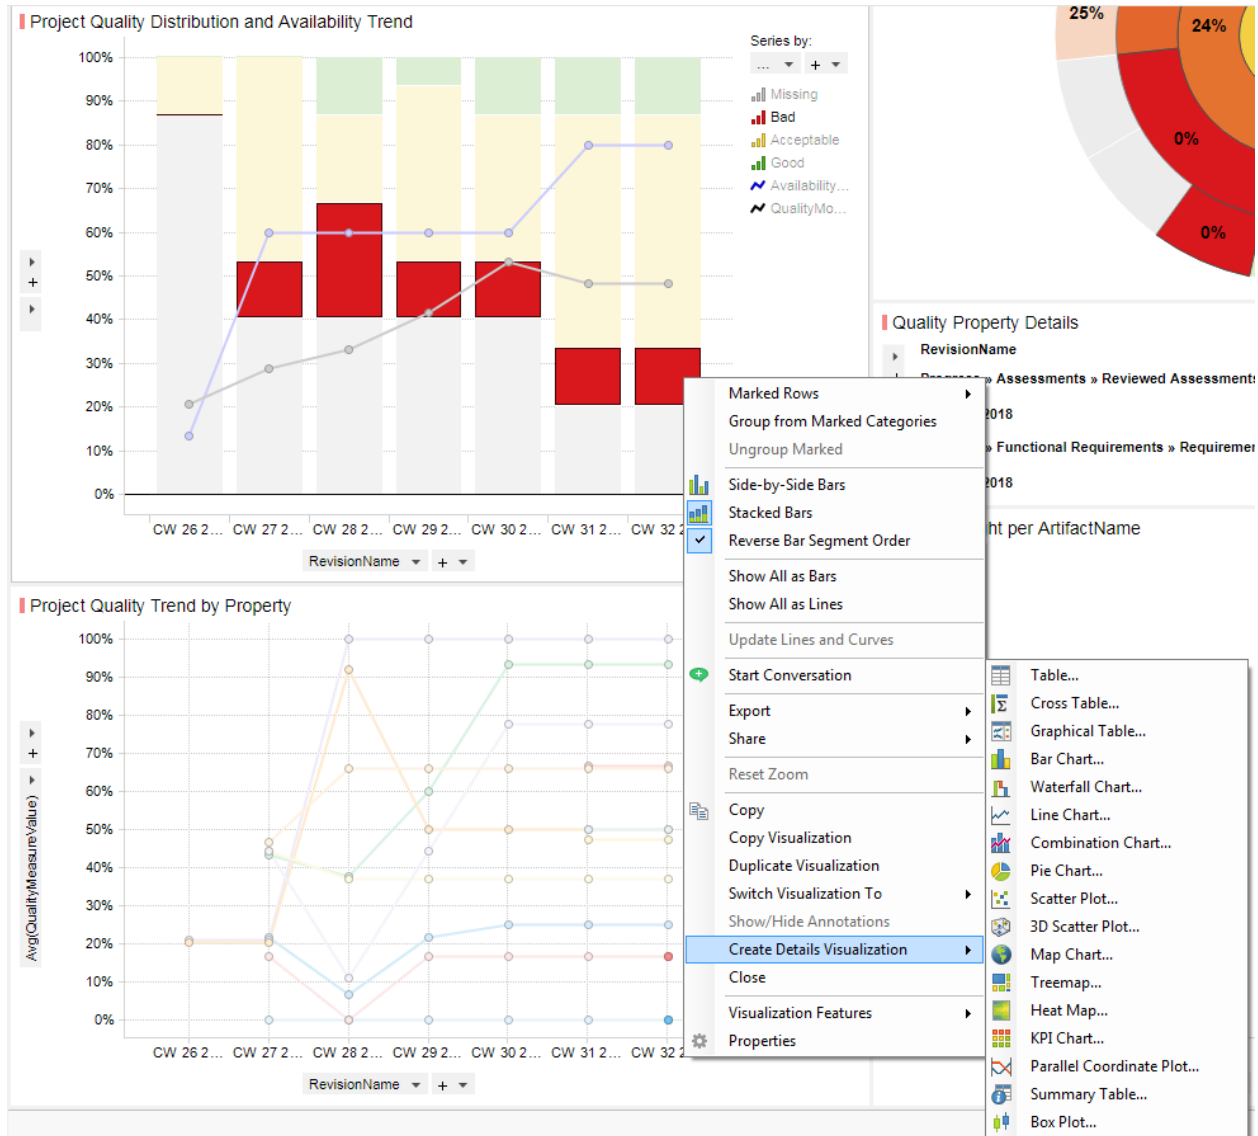 Project Quality Distribution and Availability Trend
100%
90%
80%
70%
60%
50%
40%
30%
20%
10%
0%
CW 26 2... CW 27 2... CW 28 2... CW 29 2... CW 30 2... CW 31 2... CW 32 2
RevisionName
+
+
Series by:
... +
Missing
Bad
Acceptable
Good
Availability...
QualityMo...
25%
24%
0%
0%
Quality Property Details
RevisionName
» Assessments » Reviewed Assessments
2018
» Functional Requirements » Requiremen
2018
ht per ArtifactName
Project Quality Trend by Property
100%
90%
80%
70%
60%
50%
40%
30%
20%
10%
0%
+
Avg(QualityMeasureValue)
CW 26 2... CW 27 2... CW 28 2... CW 29 2... CW 30 2... CW 31 2... CW 32 2
RevisionName
+
Marked Rows
Group from Marked Categories
Ungroup Marked
Side-by-Side Bars
Stacked Bars
Reverse Bar Segment Order
Show All as Bars
Show All as Lines
Update Lines and Curves
Start Conversation
Export
Share
Reset Zoom
Copy
Copy Visualization
Duplicate Visualization
Switch Visualization To
Show/Hide Annotations
Create Details Visualization
Close
Visualization Features
Properties
Table...
Cross Table...
Graphical Table...
Bar Chart...
Waterfall Chart...
Line Chart...
Combination Chart...
Pie Chart...
Scatter Plot...
3D Scatter Plot...
Map Chart...
Treemap...
Heat Map...
KPI Chart...
Parallel Coordinate Plot...
Summary Table...
Box Plot...